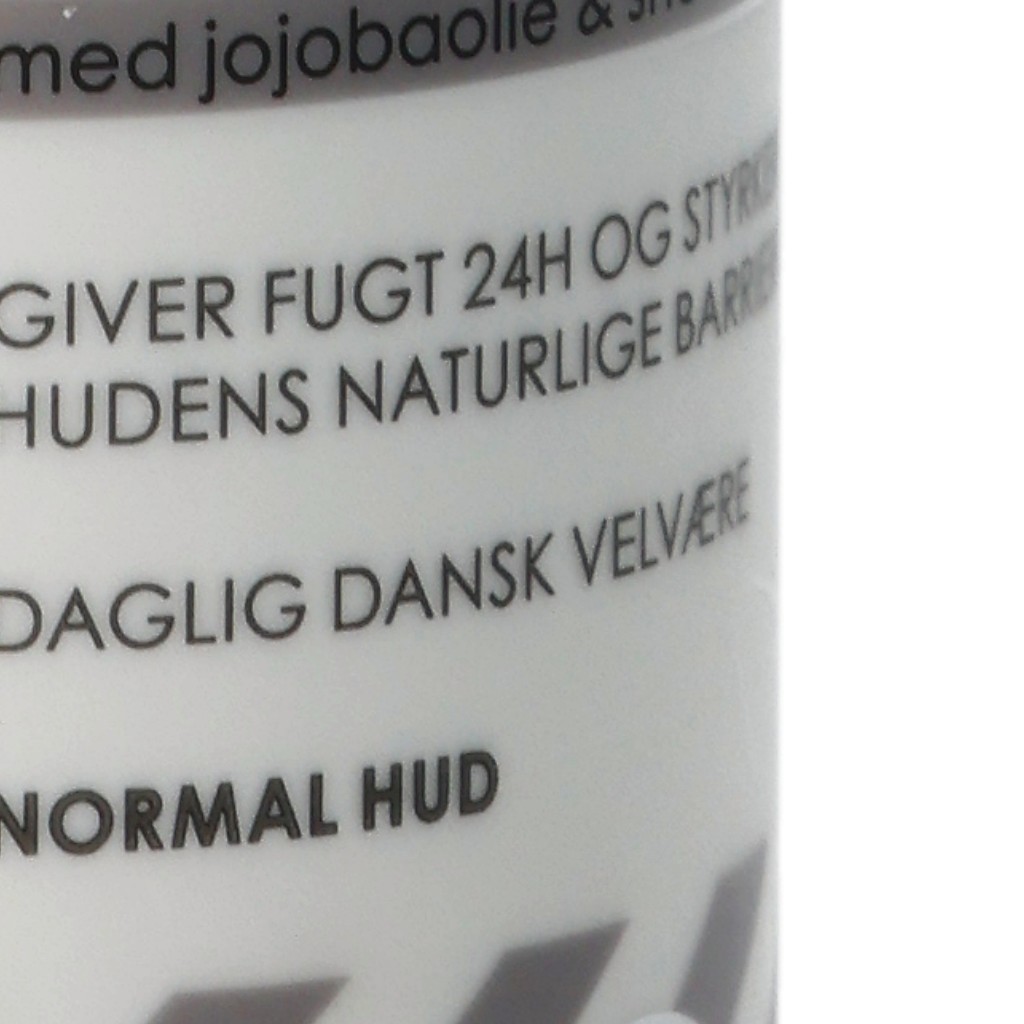 med jojobaolie &
GIVER FUGT 24H OG
HUDENS NATURLIGE
DAGLIG DANSK VELVÆRE
NORMAL HUD